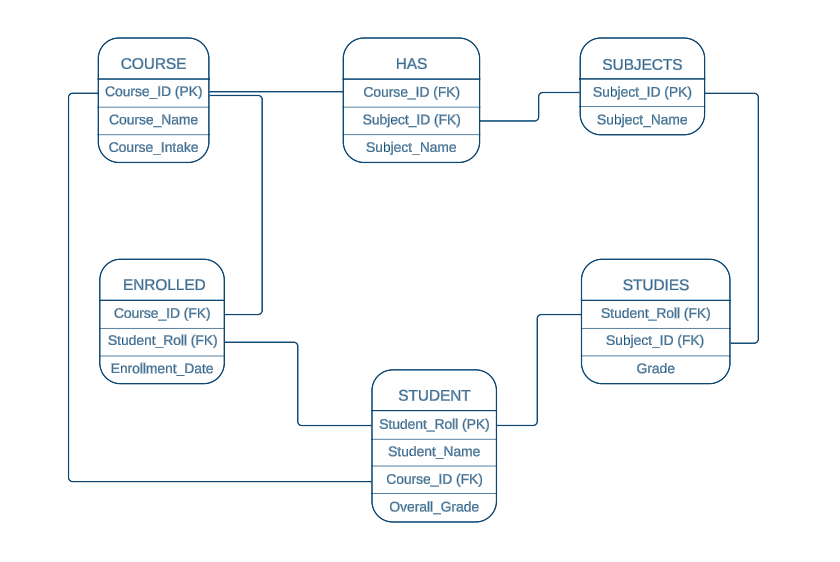 COURSE
Course_ID (PK)
Course_Name
Course_Intake
HAS
Course_ID (FK)
Subject_ID (FK)
Subject_Name
SUBJECTS
Subject_ID (PK)
Subject_Name
ENROLLED
Course_ID (FK)
Student_Roll (FK)
Enrollment_Date
STUDENT
Student_Roll (PK)
Student_Name
Course_ID (FK)
Overall_Grade
STUDIES
Student_Roll (FK)
Subject_ID (FK)
Grade